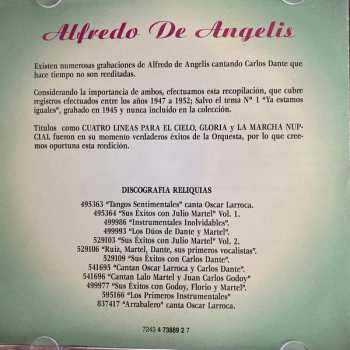 Alfredo De Angelis
Existen numerosas grabaciones de Alfredo de Angelis cantando Carlos Dante que
hace tiempo no son reeditadas.
Considerando la importancia de ambos, efectuamos esta recopilación, que cubre
registros efectuados entre los años 1947 a 1952; Salvo el tema Nº 1 "Ya estamos
iguales", grabado en 1945 y nunca incluido en la colección.
Titulos como CUATRO LINEAS PARA EL CIELO, GLORIA y LA MARCHA NUP-
CIAL fueron en su momento verdaderos éxitos de la Orquesta, por lo que cree-
mos oportuna esta reedición.
DISCOGRAFIA RELIQUIAS
495363 "Tangos Sentimentales" canta Oscar Larroca.
495364 "Sus Éxitos con Julio Martel" Vol. 1.
499986 "Instrumentales Inolvidables".
499993 "Los Dúos de Dante y Martel".
529103 "Sus Éxitos con Julio Martel" Vol. 2.
529106 "Ruiz, Martel, Dante, sus primeros vocalistas".
529109 "Sus Éxitos con Carlos Dante".
541695 "Cantan Oscar Larroca y Carlos Dante".
541696 "Cantan Lalo Martel y Juan Carlos Godoy"
499977 "Sus Éxitos con Godoy, Florio y Martel".
595166 "Los Primeros Instrumentales"
837417 "Arrabalero" canta Oscar Larroca.
7243 4 73889 2 7